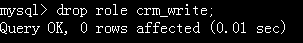 mysql> drop role crm_write;
Query OK, 0 rows affected (0.01 sec)